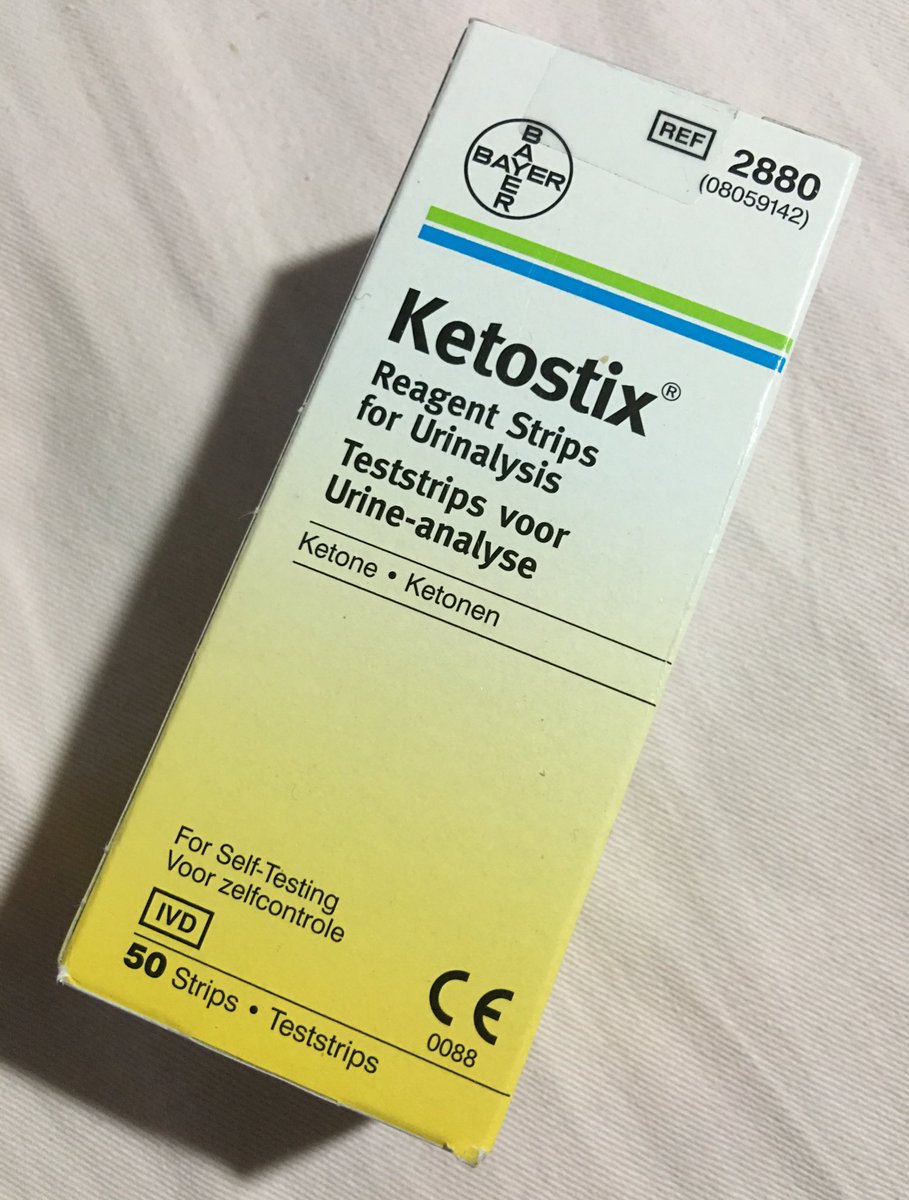 BAYER
BAYER
REF 2880
(08059142)
Ketostix®
Reagent Strips
for Urinalysis
Teststrips voor
Urine-analyse
Ketone • Ketonen
For Self-Testing
Voor zelfcontrole
IVD
50 Strips • Teststrips
CE
0088